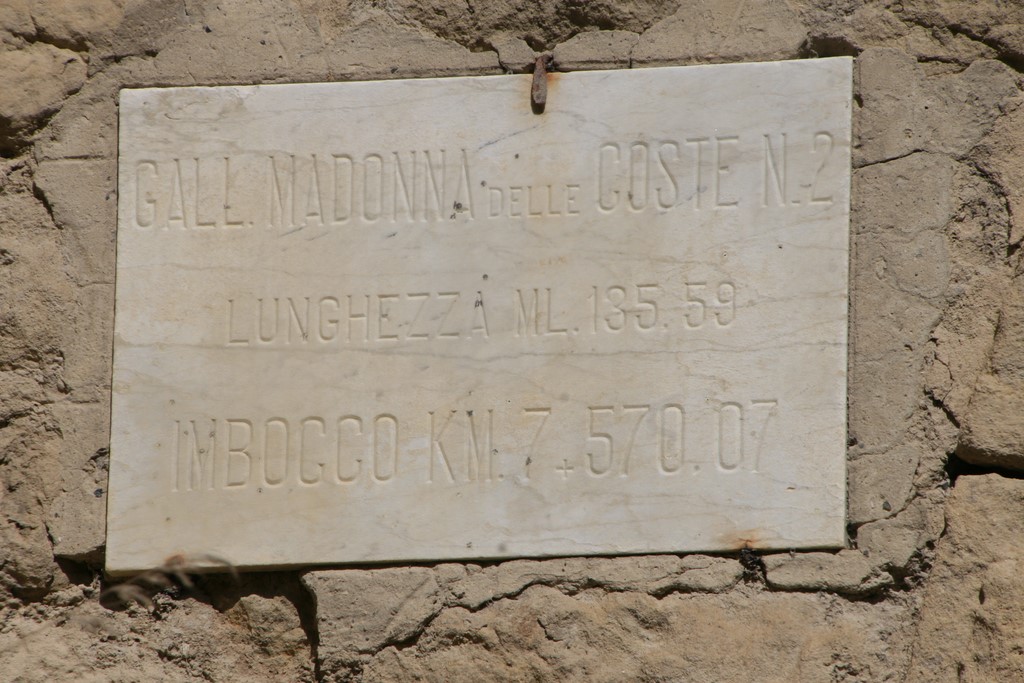 GALL. MADONNA DELLE COSTE N.2
LUNGHEZZA ML. 135.59
IMBOCCO KM. 7+570.07